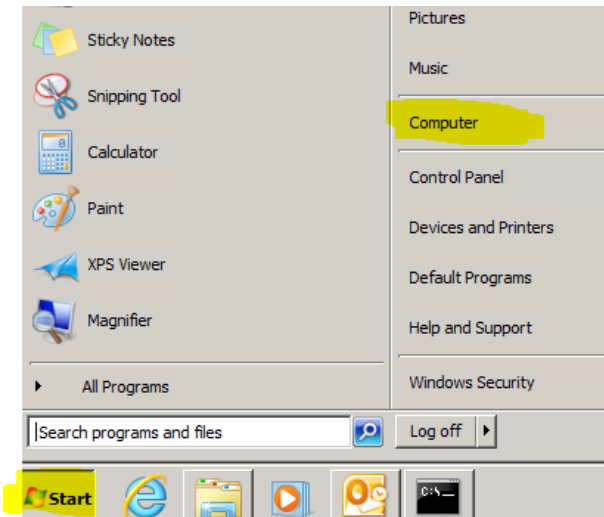 Sticky Notes
Snipping Tool
Calculator
Paint
XPS Viewer
Magnifier
All Programs
Search programs and files
Pictures
Music
Computer
Control Panel
Devices and Printers
Default Programs
Help and Support
Windows Security
Log off
Start
C:\_